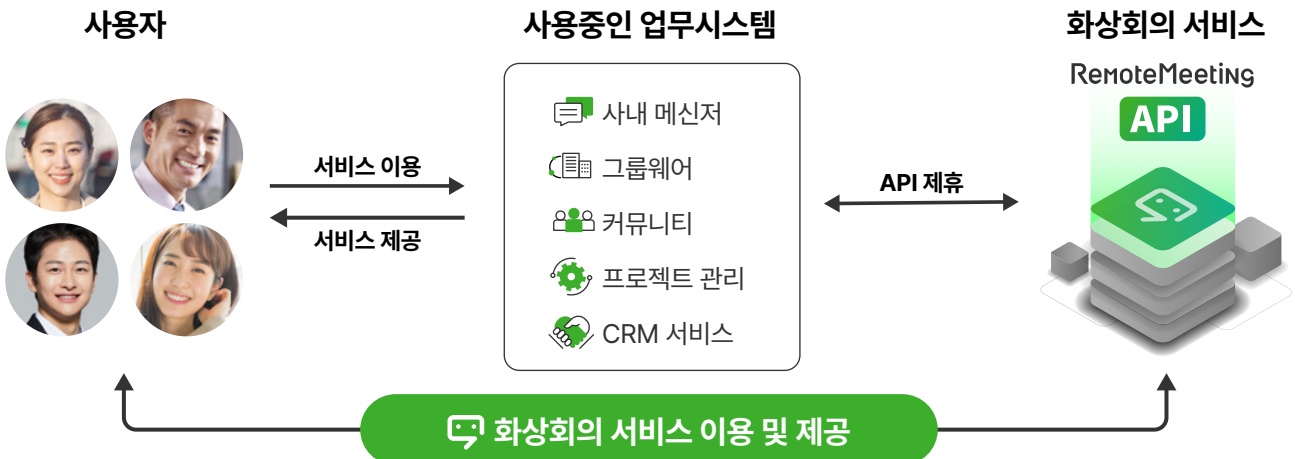 사용자
사용중인 업무시스템
화상회의 서비스
RemoteMeeting
API
사내 메신저
그룹웨어
커뮤니티
프로젝트 관리
CRM 서비스
서비스 이용
서비스 제공
API 제휴
화상회의 서비스 이용 및 제공